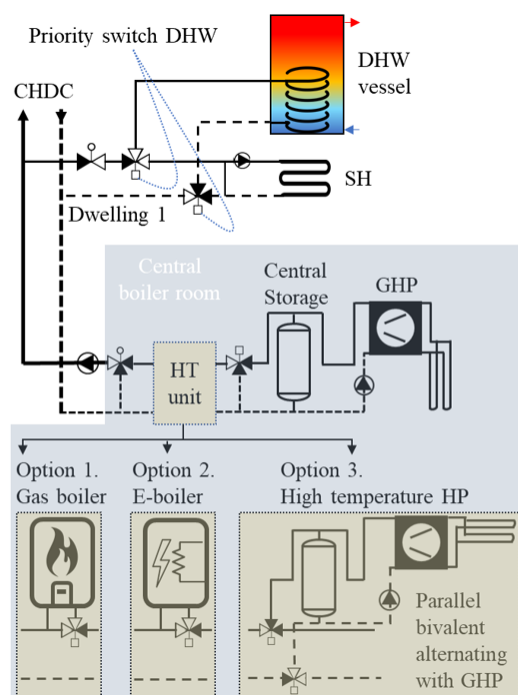 Priority switch DHW
DHW
vessel
CHDC
SH
Dwelling 1
Central
boiler room
Central
Storage
GHP
HT
unit
Option 1.
Gas boiler
Option 2.
E-boiler
Option 3.
High temperature HP
Parallel
bivalent
alternating
with GHP